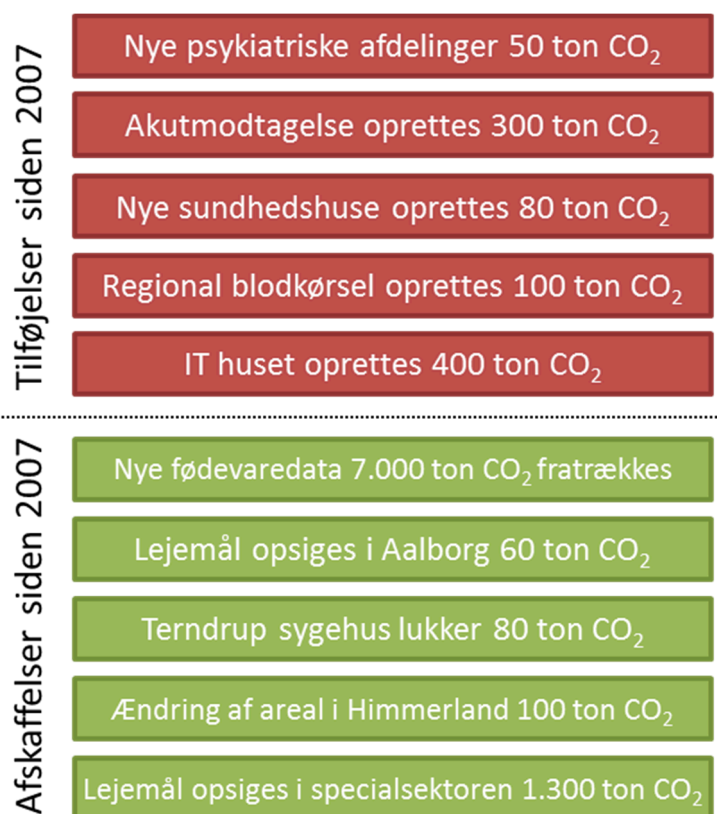 Tilføjelser siden 2007
Nye psykiatriske afdelinger 50 ton CO₂
Akutmodtagelse oprettes 300 ton CO₂
Nye sundhedshuse oprettes 80 ton CO₂
Regional blodkørsel oprettes 100 ton CO₂
IT huset oprettes 400 ton CO₂
Afskaffelser siden 2007
Nye fødevaredata 7.000 ton CO₂ fratrækkes
Lejemål opsiges i Aalborg 60 ton CO₂
Terndrup sygehus lukker 80 ton CO₂
Ændring af areal i Himmerland 100 ton CO₂
Lejemål opsiges i specialsektoren 1.300 ton CO₂